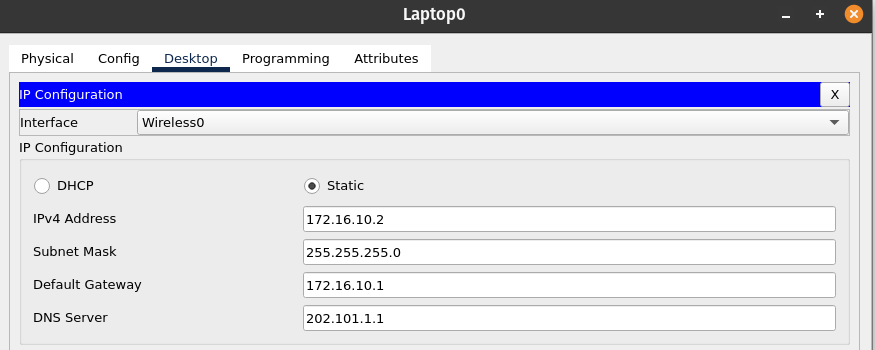 Laptop0
Physical Config Desktop Programming Attributes
IP Configuration X
Interface Wireless0
IP Configuration
DHCP Static
IPv4 Address 172.16.10.2
Subnet Mask 255.255.255.0
Default Gateway 172.16.10.1
DNS Server 202.101.1.1